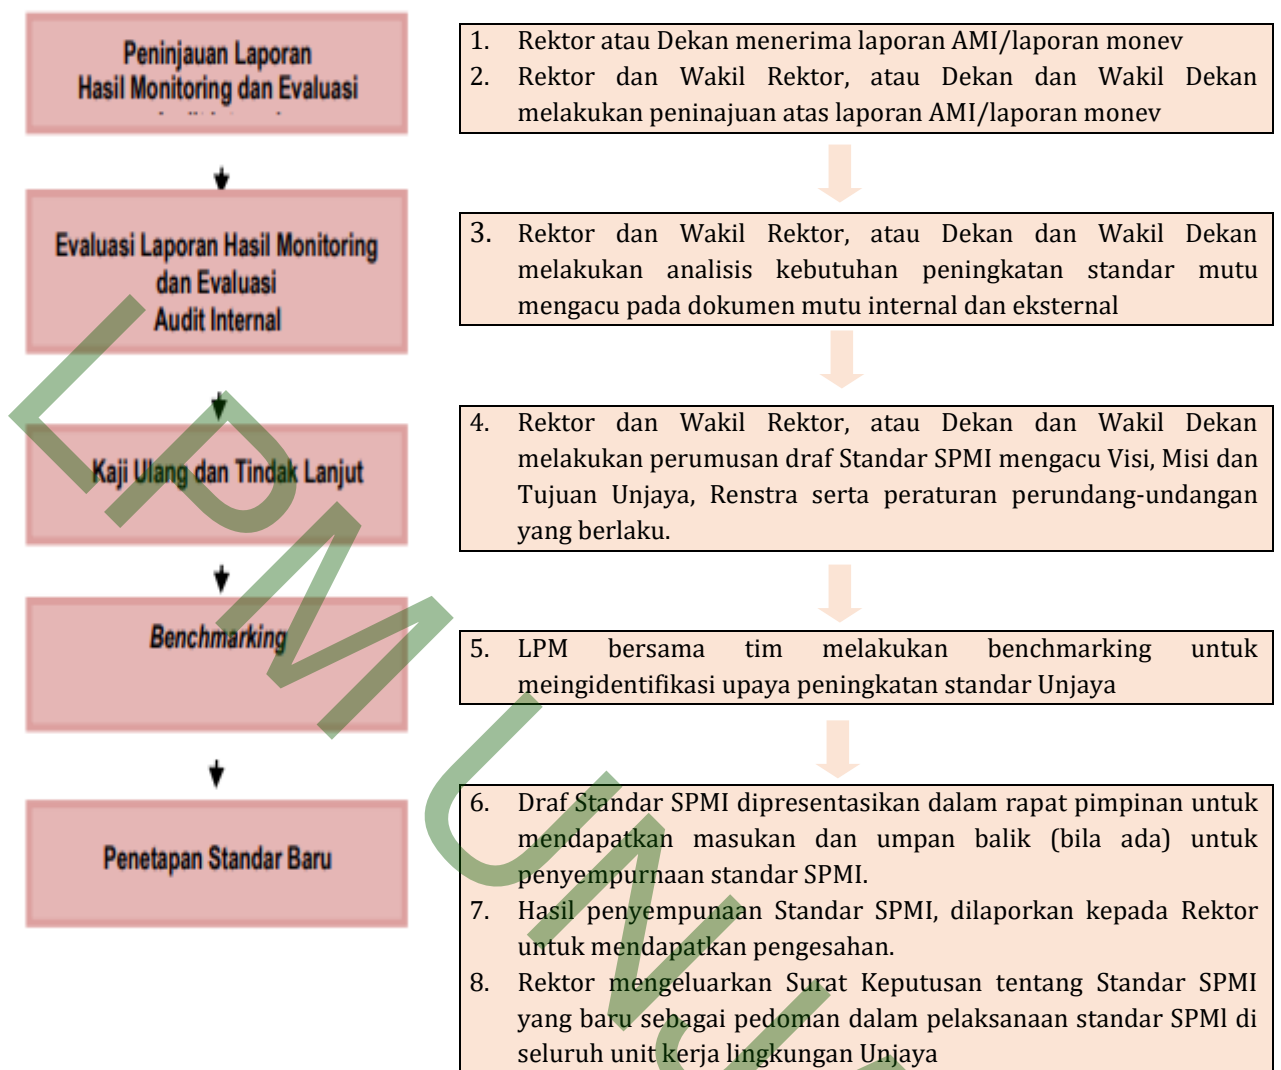 Peninjauan Laporan
Hasil Monitoring dan Evaluasi
1. Rektor atau Dekan menerima laporan AMI/laporan monev
2. Rektor dan Wakil Rektor, atau Dekan dan Wakil Dekan
melakukan peninajuan atas laporan AMI/laporan monev
Evaluasi Laporan Hasil Monitoring
dan Evaluasi
Audit Internal
3. Rektor dan Wakil Rektor, atau Dekan dan Wakil Dekan
melakukan analisis kebutuhan peningkatan standar mutu
mengacu pada dokumen mutu internal dan eksternal
Kaji Ulang dan Tindak Lanjut
4. Rektor dan Wakil Rektor, atau Dekan dan Wakil Dekan
melakukan perumusan draf Standar SPMI mengacu Visi, Misi dan
Tujuan Unjaya, Renstra serta peraturan perundang-undangan
yang berlaku.
Benchmarking
5. LPM bersama tim melakukan benchmarking untuk
meingidentifikasi upaya peningkatan standar Unjaya
Penetapan Standar Baru
6. Draf Standar SPMI dipresentasikan dalam rapat pimpinan untuk
mendapatkan masukan dan umpan balik (bila ada) untuk
penyempurnaan standar SPMI.
7. Hasil penyempunaan Standar SPMI, dilaporkan kepada Rektor
untuk mendapatkan pengesahan.
8. Rektor mengeluarkan Surat Keputusan tentang Standar SPMI
yang baru sebagai pedoman dalam pelaksanaan standar SPMl di
seluruh unit kerja lingkungan Unjaya
LPM